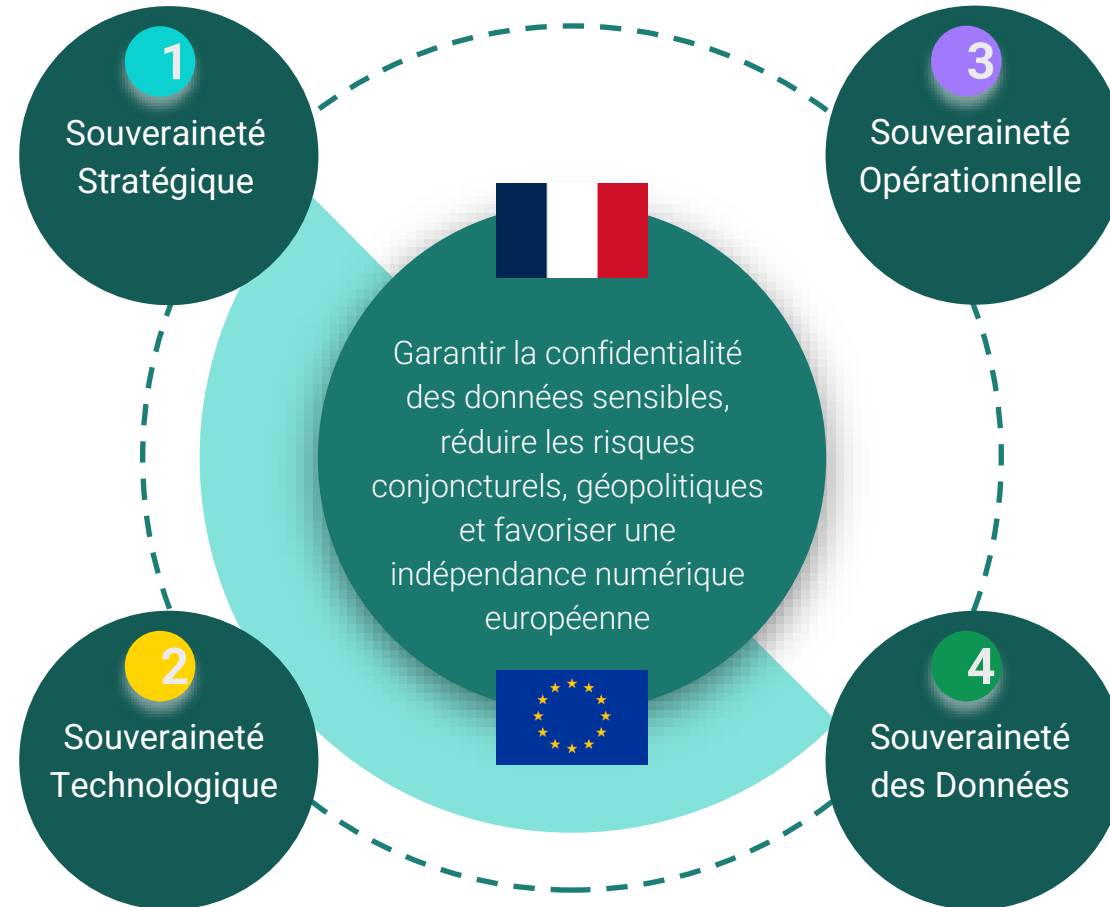 1
Souveraineté
Stratégique
3
Souveraineté
Opérationnelle
Garantir la confidentialité
des données sensibles,
réduire les risques
conjoncturels, géopolitiques
et favoriser une
indépendance numérique
européenne
2
Souveraineté
Technologique
4
Souveraineté
des Données